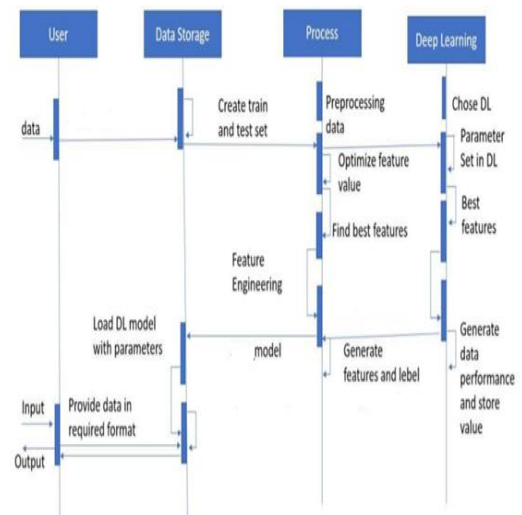 User
Data Storage
Process
Deep Learning
data
Create train
and test set
Preprocessing
data
Chose DL
Parameter
Set in DL
Optimize feature
value
Best
features
Find best features
Feature
Engineering
Load DL model
with parameters
model
Generate
features and lebel
Generate
data
performance
and store
value
Input
Provide data in
required format
Output